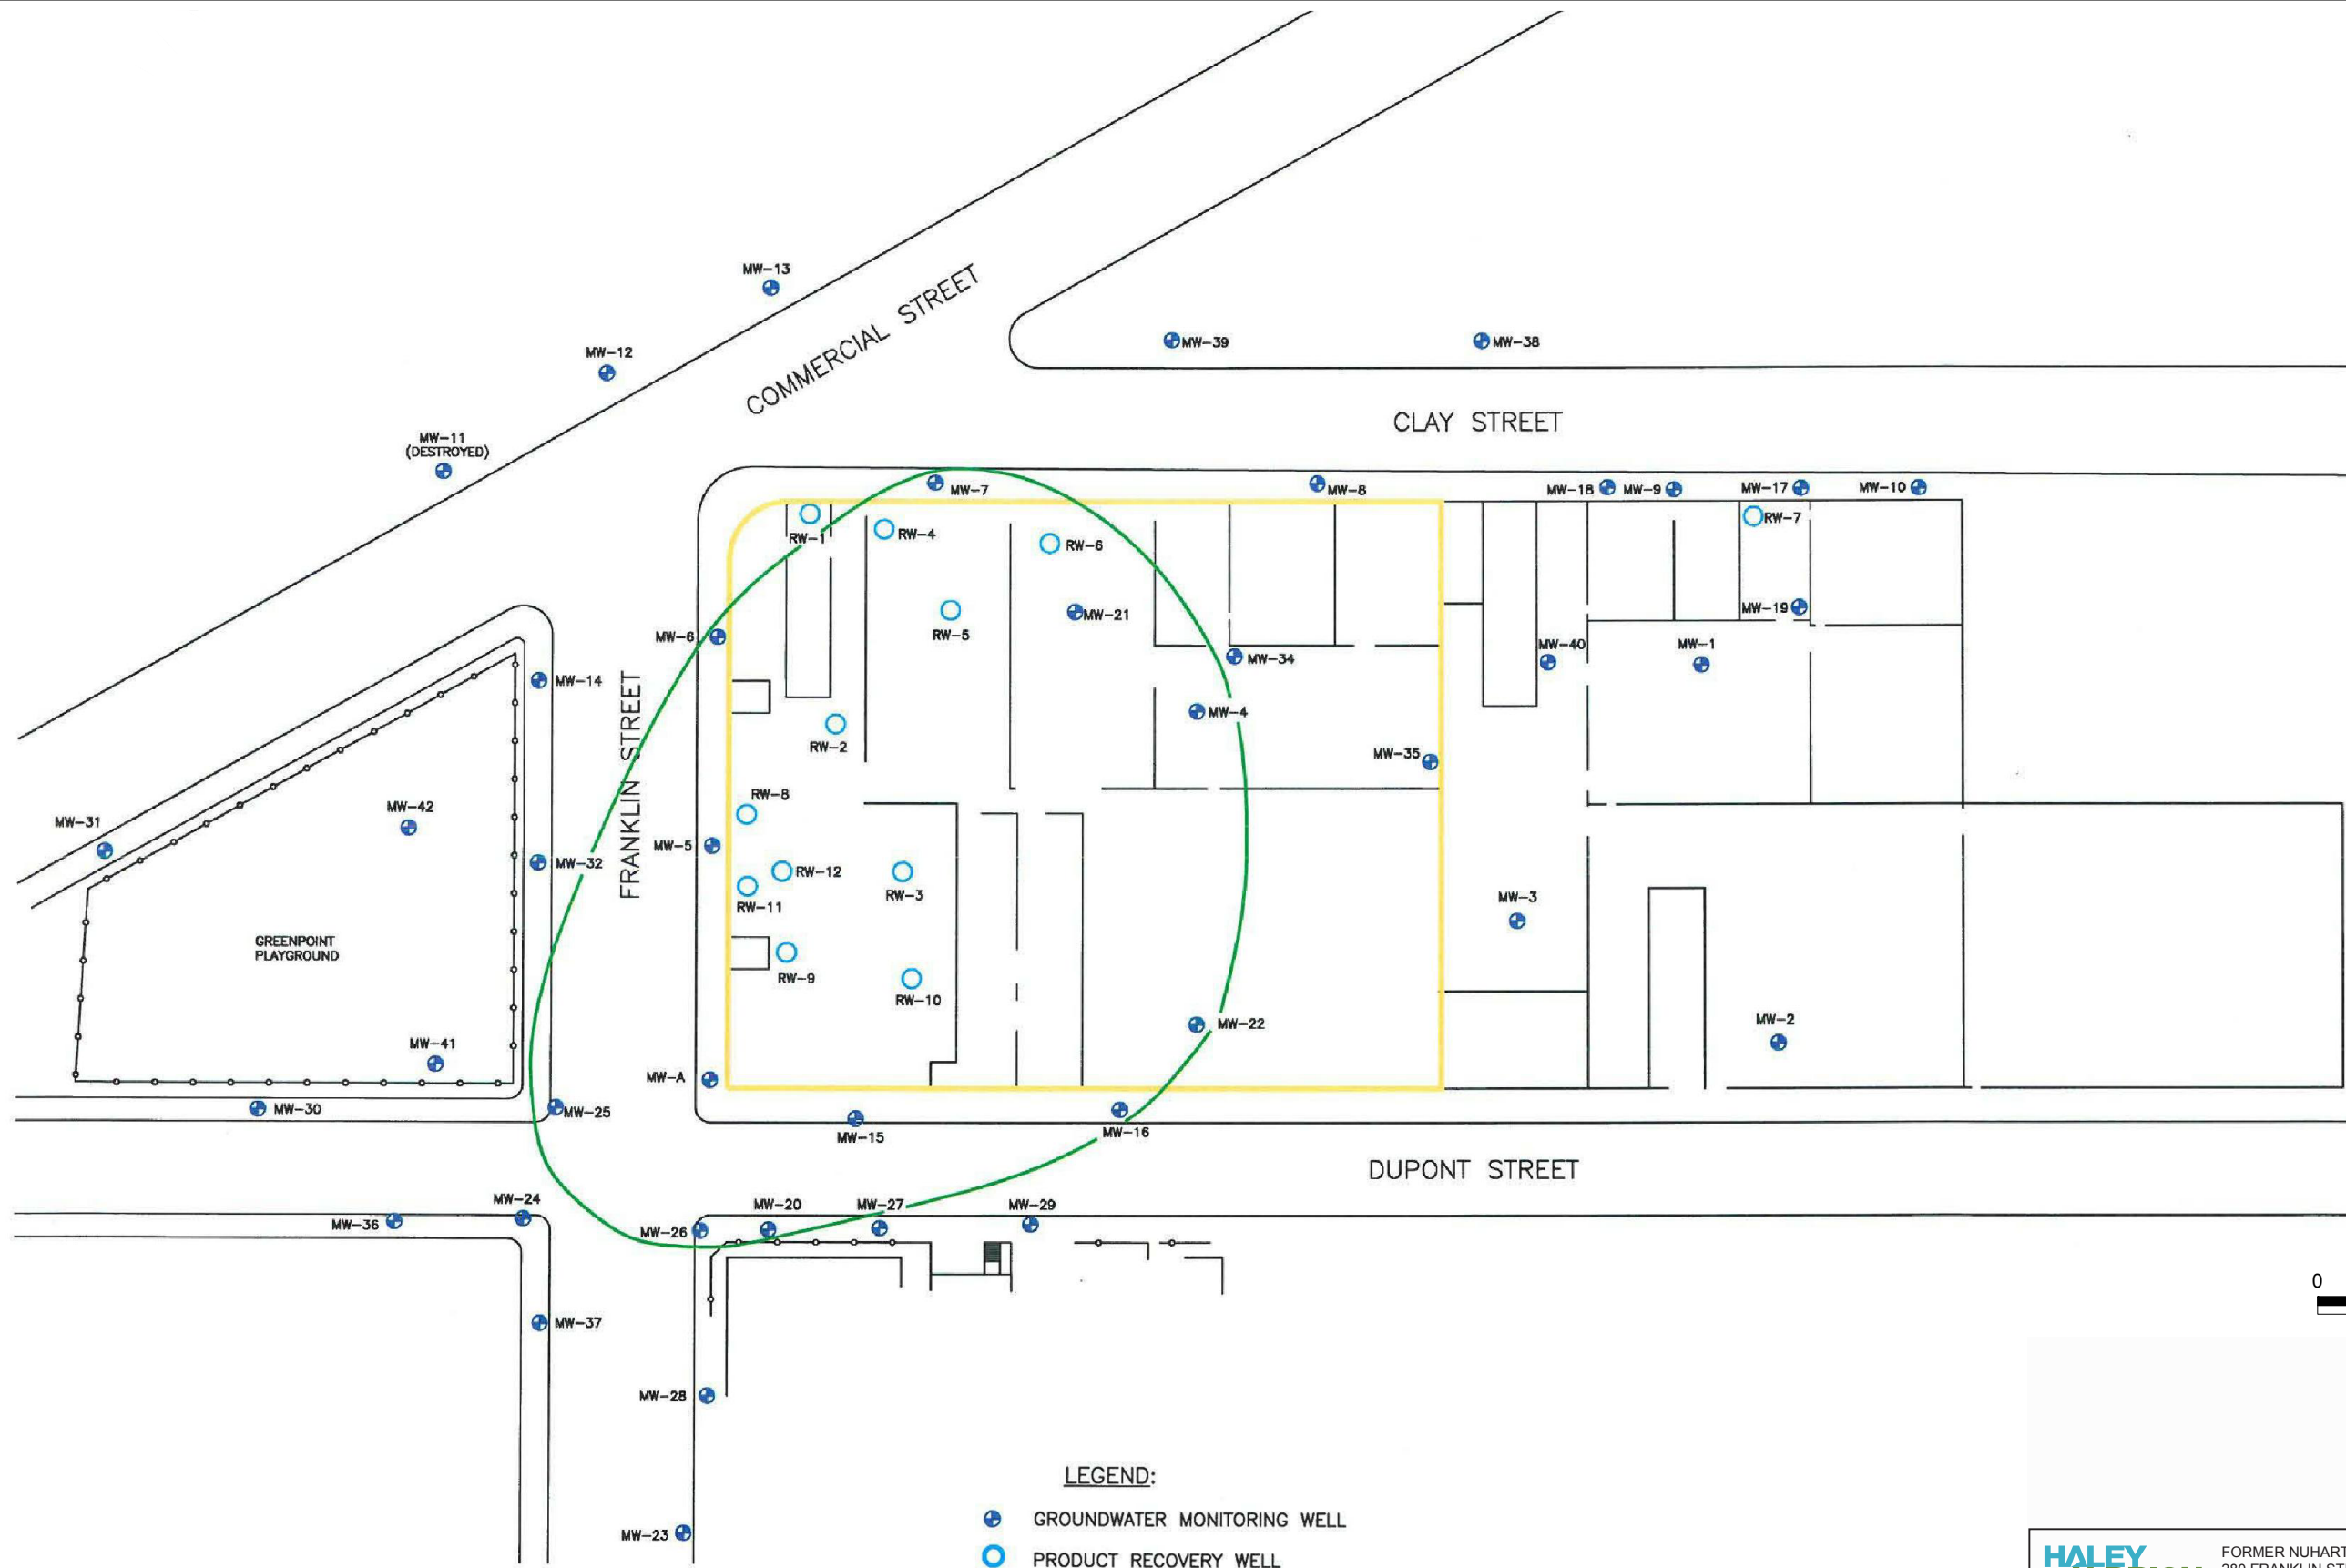 MW-13
COMMERCIAL STREET
MW-39
MW-38
MW-12
CLAY STREET
MW-11
(DESTROYED)
MW-7
MW-8
MW-18
MW-9
MW-17
MW-10
RW-1
RW-4
RW-6
RW-7
MW-21
MW-19
MW-6
RW-5
MW-34
MW-40
MW-1
MW-14
FRANKLIN STREET
MW-4
RW-2
MW-35
RW-8
MW-42
MW-31
MW-5
MW-32
RW-12
RW-3
RW-11
MW-3
GREENPOINT
PLAYGROUND
RW-9
RW-10
MW-22
MW-2
MW-41
MW-A
MW-30
MW-25
MW-15
MW-16
DUPONT STREET
MW-24
MW-36
MW-26
MW-20
MW-27
MW-29
0
MW-37
MW-28
LEGEND:
GROUNDWATER MONITORING WELL
MW-23
PRODUCT RECOVERY WELL
HALEY
FORMER NUHART